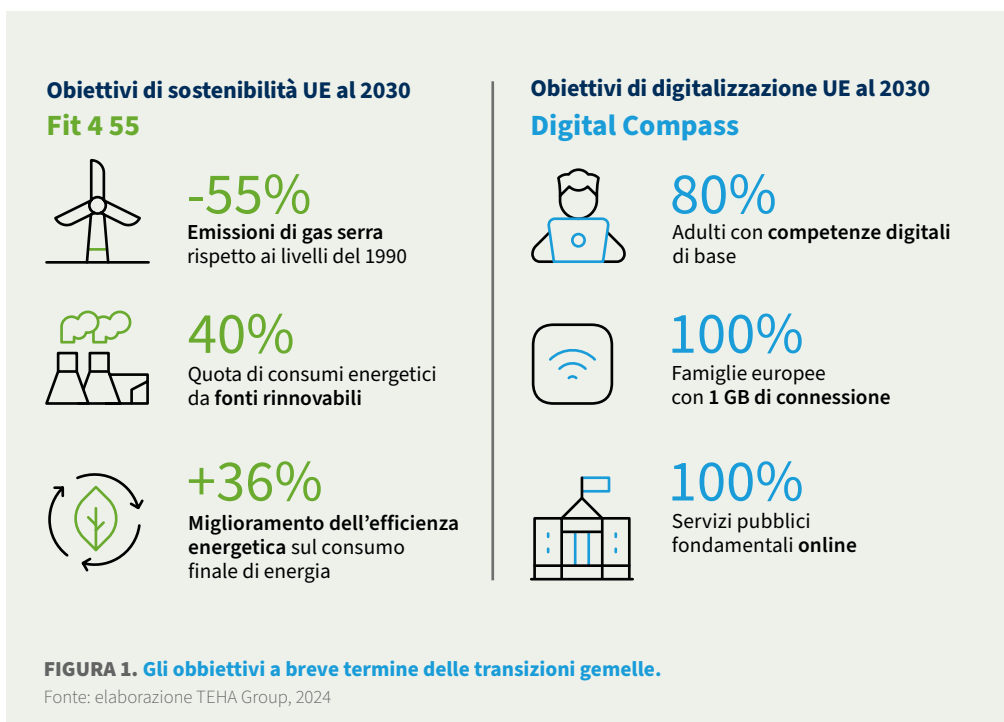 Obiettivi di sostenibilità UE al 2030
Fit 4 55
-55%
Emissioni di gas serra
rispetto ai livelli del 1990
40%
Quota di consumi energetici
da fonti rinnovabili
+36%
Miglioramento dell’efficienza
energetica sul consumo
finale di energia
Obiettivi di digitalizzazione UE al 2030
Digital Compass
80%
Adulti con competenze digitali
di base
100%
Famiglie europee
con 1 GB di connessione
100%
Servizi pubblici
fondamentali online
FIGURA 1. Gli obbiettivi a breve termine delle transizioni gemelle.
Fonte: elaborazione TEHA Group, 2024